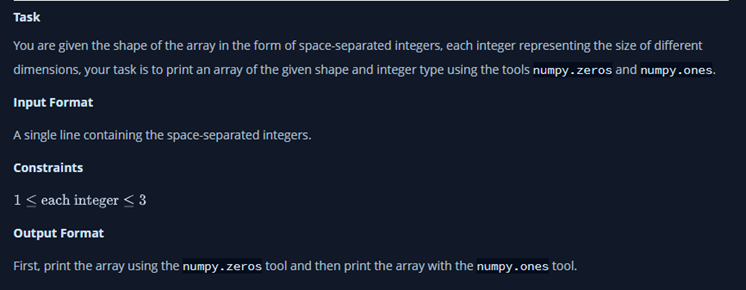 Task
You are given the shape of the array in the form of space-separated integers, each integer representing the size of different
dimensions, your task is to print an array of the given shape and integer type using the tools numpy.zeros and numpy.ones.
Input Format
A single line containing the space-separated integers.
Constraints
1 ≤ each integer ≤ 3
Output Format
First, print the array using the numpy.zeros tool and then print the array with the numpy.ones tool.